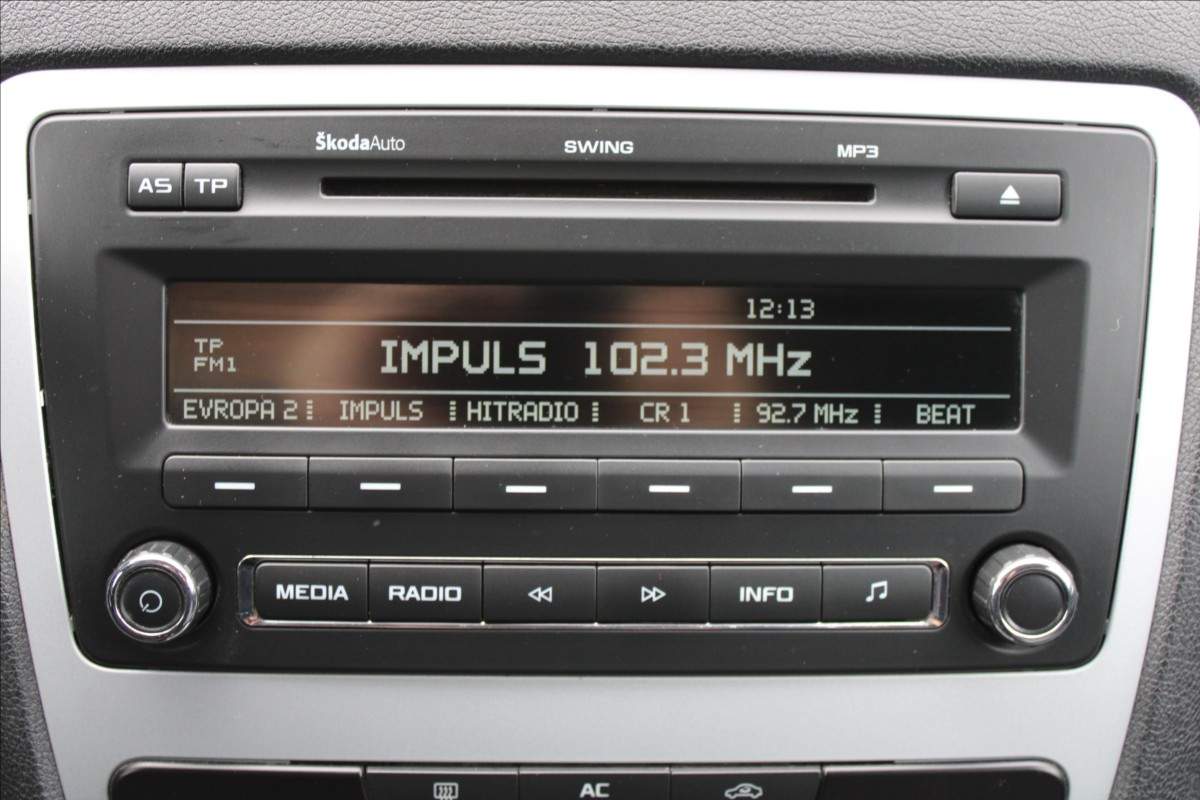 ŠkodaAuto SWING MP3
AS TP
12:13
TP
FM1
IMPULS 102.3 MHz
EVROPA 2 IMPULS HITRADIO CR 1 92.7 MHz BEAT
MEDIA RADIO INFO
AC